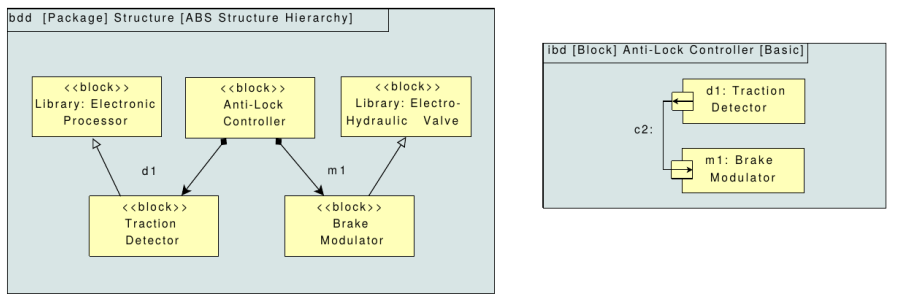 bdd [Package] Structure [ABS Structure Hierarchy]
<<block>>
Library: Electronic
Processor
<<block>>
Anti-Lock
Controller
<<block>>
Library: Electro-
Hydraulic Valve
d1
m1
<<block>>
Traction
Detector
<<block>>
Brake
Modulator
ibd [Block] Anti-Lock Controller [Basic]
d1: Traction
Detector
c2:
m1: Brake
Modulator